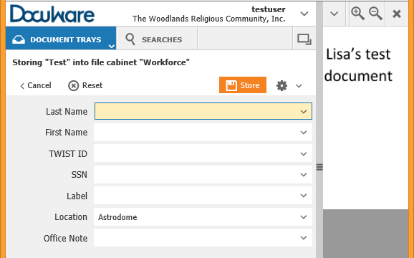 DocuWare
testuser
The Woodlands Religious Community, Inc.
DOCUMENT TRAYS
SEARCHES
Storing "Test" into file cabinet "Workforce"
Cancel
Reset
Store
Last Name
First Name
TWIST ID
SSN
Label
Location
Astrodome
Office Note
Lisa's test
document